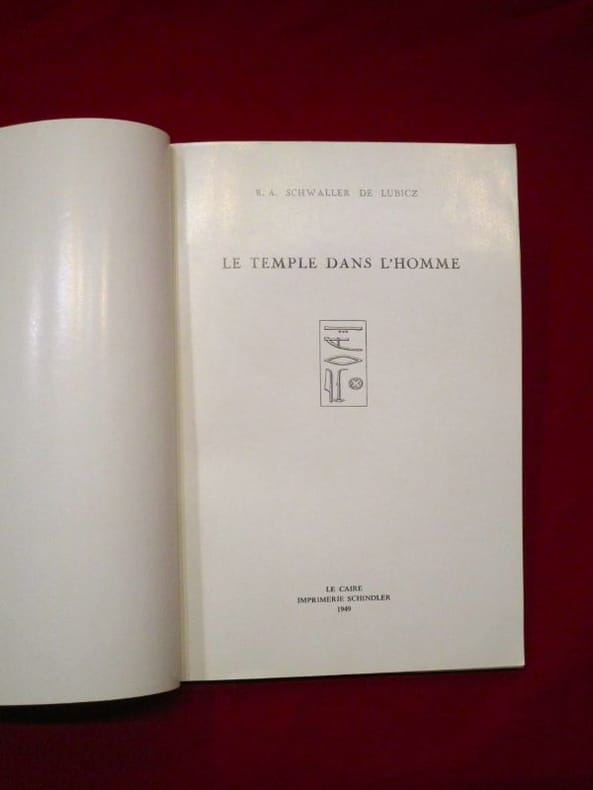 R. A. SCHWALLER DE LUBICZ
LE TEMPLE DANS L'HOMME
LE CAIRE
IMPRIMERIE SCHINDLER
1949